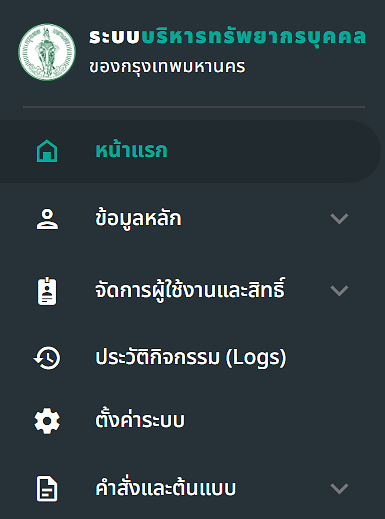 ระบบบริหารทรัพยากรบุคคล
ของกรุงเทพมหานคร
หน้าแรก
ข้อมูลหลัก
จัดการผู้ใช้งานและสิทธิ์
ประวัติกิจกรรม (Logs)
ตั้งค่าระบบ
คำสั่งและต้นแบบ